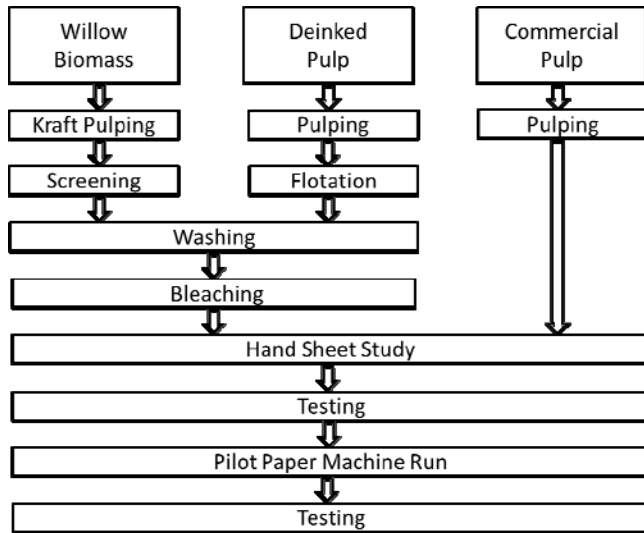 Willow
Biomass
Deinked
Pulp
Commercial
Pulp
Kraft Pulping
Pulping
Pulping
Screening
Flotation
Washing
Bleaching
Hand Sheet Study
Testing
Pilot Paper Machine Run
Testing